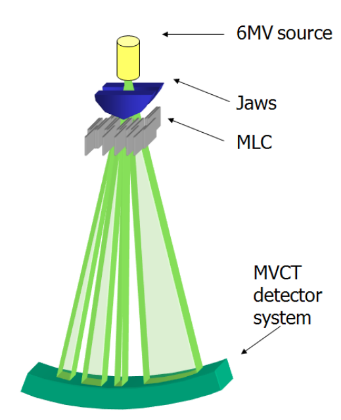 6MV source
Jaws
MLC
MVCT
detector
system